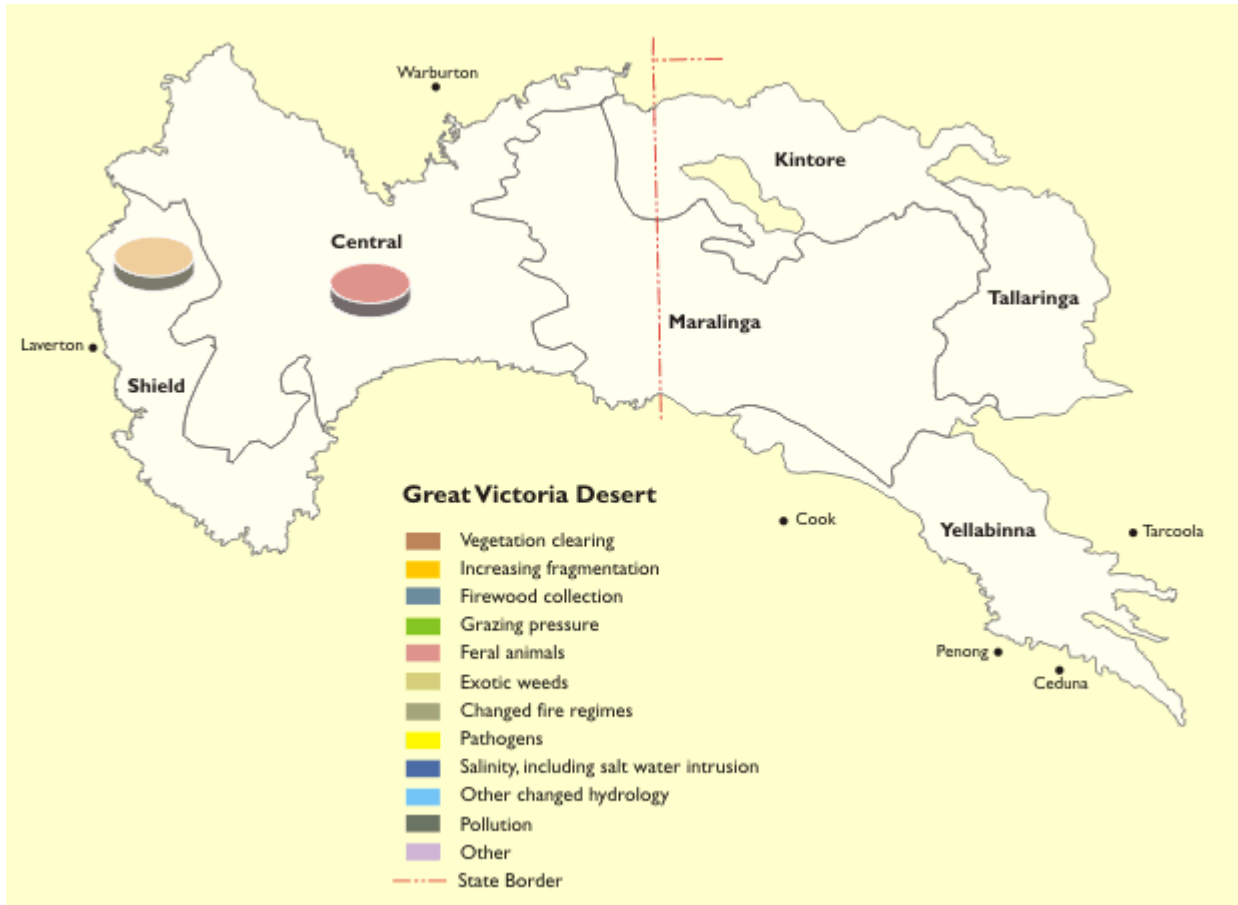 Warburton
Kintore
Central
Tallaringa
Maralinga
Laverton
Shield
Great Victoria Desert
Cook
Yellabinna
Tarcoola
Vegetation clearing
Increasing fragmentation
Firewood collection
Grazing pressure
Feral animals
Penong
Exotic weeds
Ceduna
Changed fire regimes
Pathogens
Salinity, including salt water intrusion
Other changed hydrology
Pollution
Other
State Border